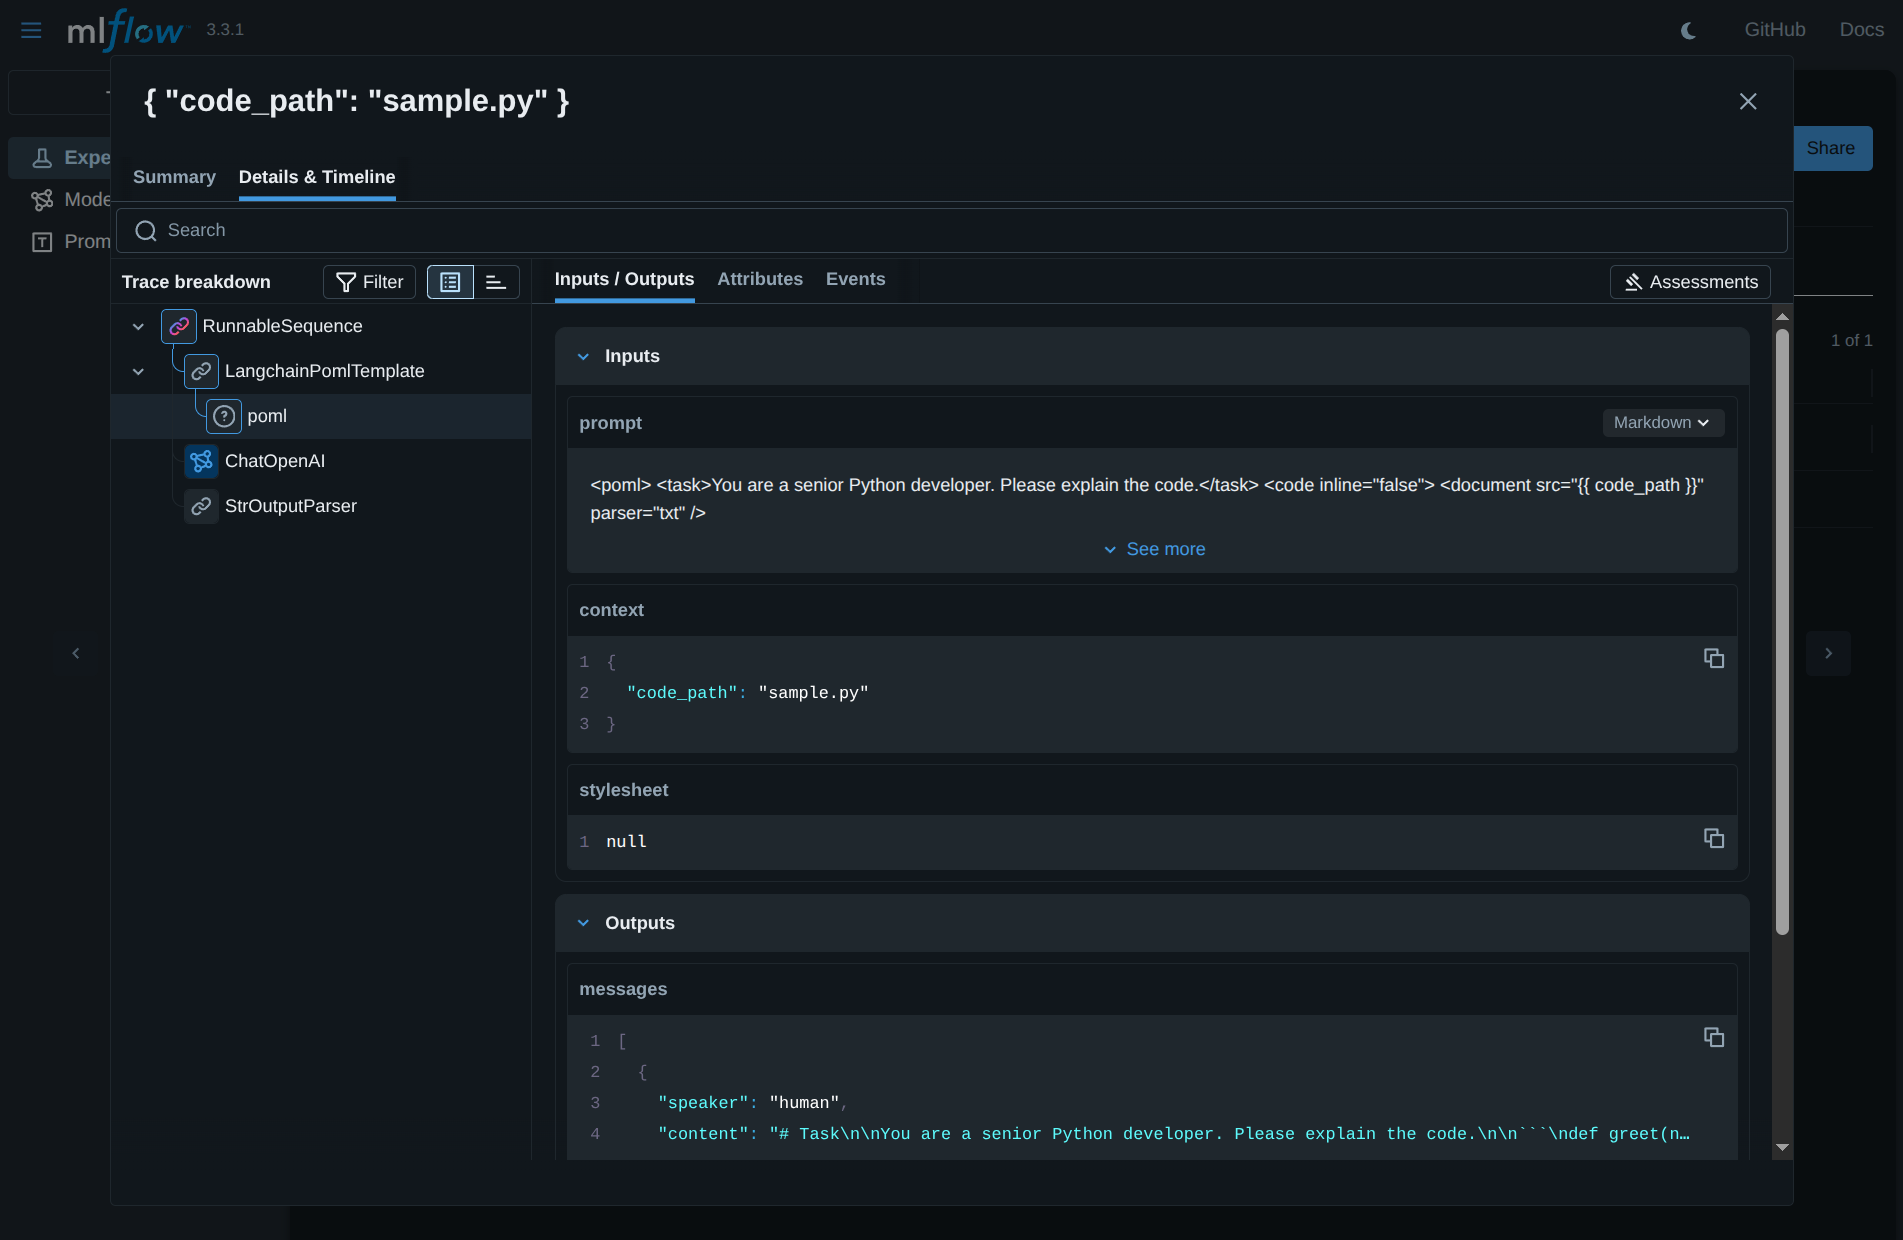 mlflow 3.3.1
GitHub Docs
{ "code_path": "sample.py" }
Share
Expe
Mode
Prom
Summary Details & Timeline
Search
Trace breakdown Filter
Inputs / Outputs Attributes Events
Assessments
RunnableSequence
LangchainPomlTemplate
poml
ChatOpenAI
StrOutputParser
1 of 1
Inputs
prompt
Markdown
<poml> <task>You are a senior Python developer. Please explain the code.</task> <code inline="false"> <document src="{{ code_path }}"
parser="txt" />
See more
context
1 {
2 "code_path": "sample.py"
3 }
stylesheet
1 null
Outputs
messages
1 [
2 {
3 "speaker": "human",
4 "content": "# Task\n\nYou are a senior Python developer. Please explain the code.\n\n```\ndef greet(n…